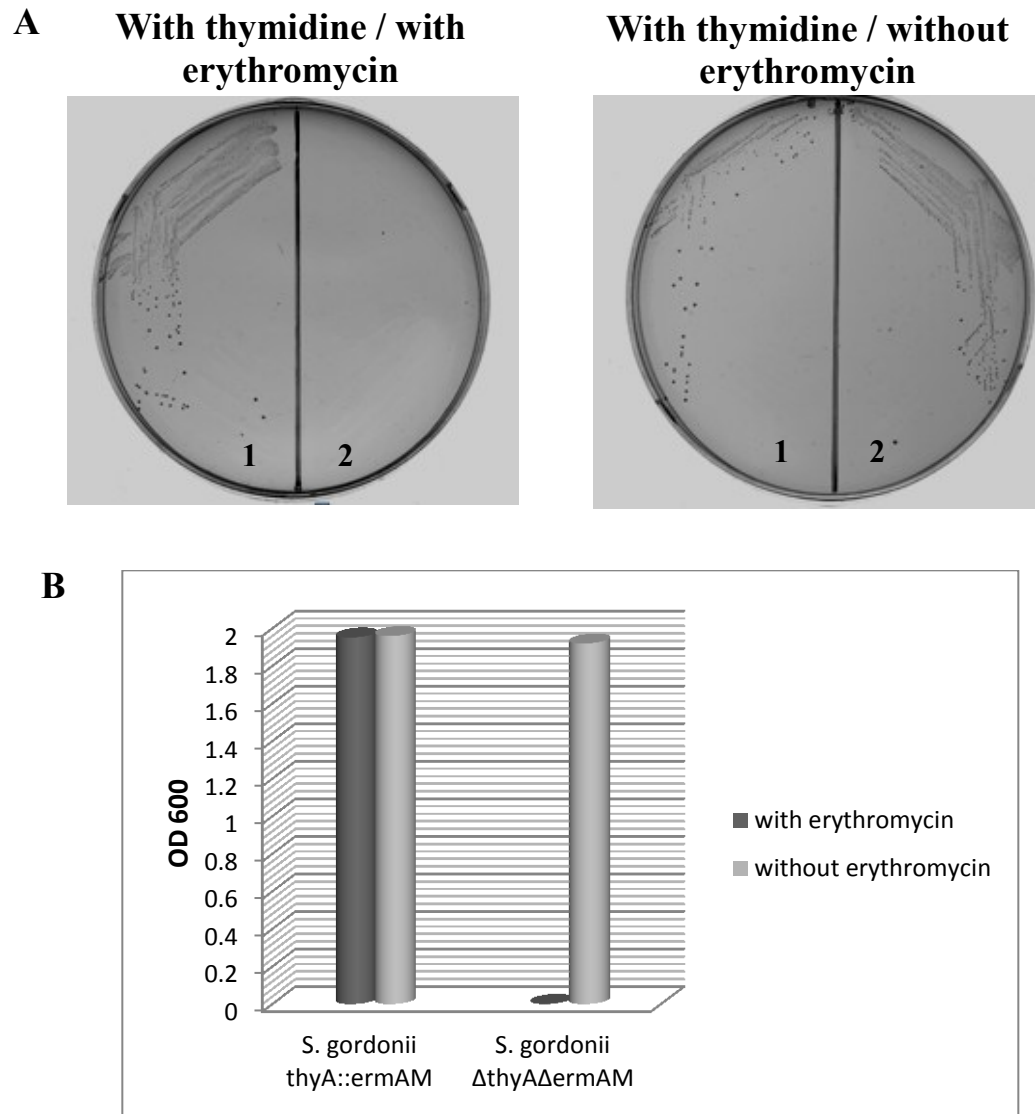 A
With thymidine / with
erythromycin
With thymidine / without
erythromycin
1
2
1
2
B
OD 600
2
1.8
1.6
1.4
1.2
1
0.8
0.6
0.4
0.2
0
S. gordonii
thyA::ermAM
S. gordonii
ΔthyAΔermAM
with erythromycin
without erythromycin